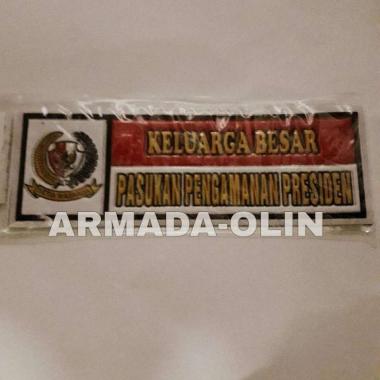 KELUARGA BESAR
PASUKAN PENGAMANAN PRESIDEN
ARMADA-OLIN